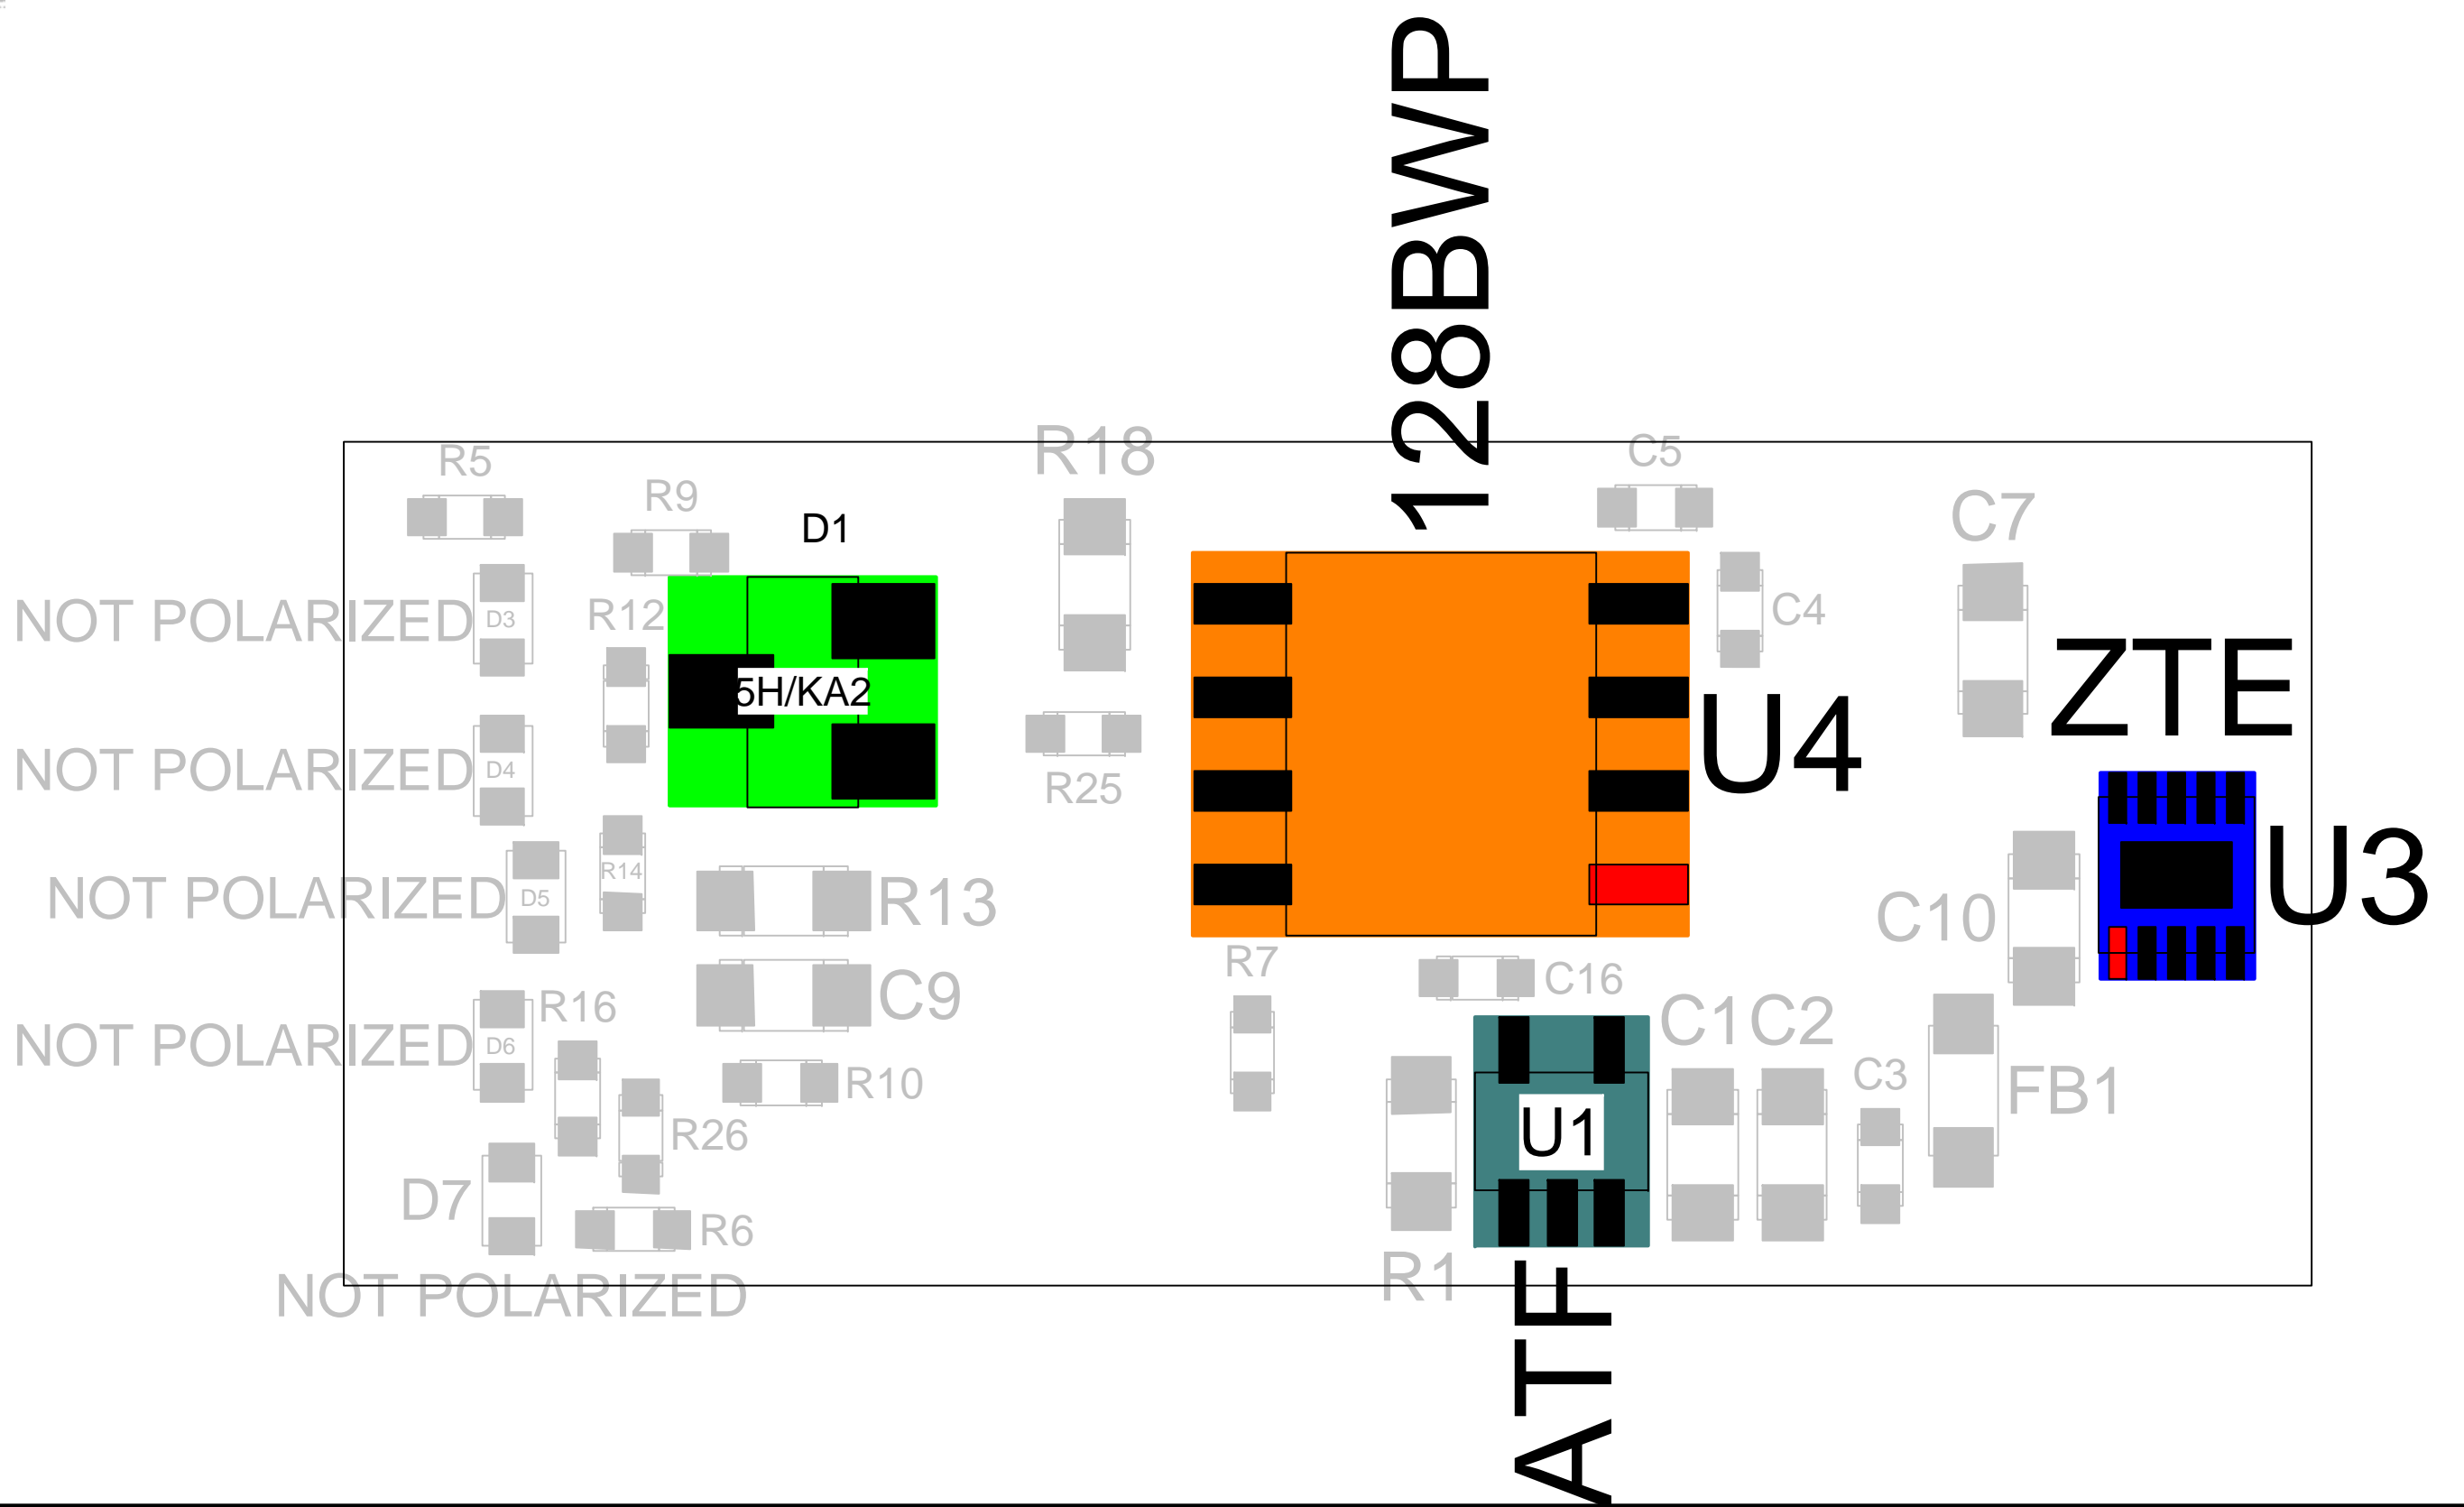 128BWP
R5
R18
C5
R9
C7
D1
NOT POLARIZED
D3
R12
C4
ZTE
5H/KA2
U4
NOT POLARIZED
D4
R25
U3
R14
NOT POLARIZED
D5
R13
C10
R7
C16
C9
R16
C1
C2
NOT POLARIZED
D6
C3
R10
FB1
U1
R26
D7
R6
R1
NOT POLARIZED
ATF